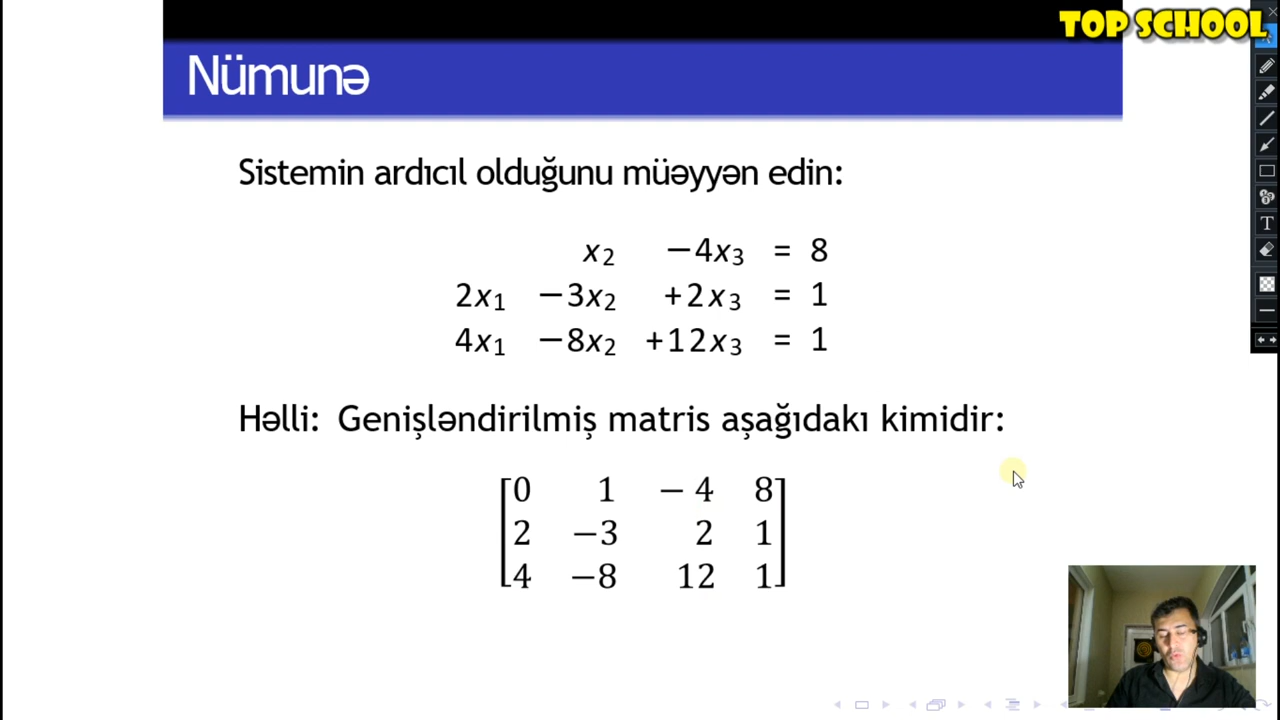 TOP SCHOOL
Nümunə
Sistemin ardıcıl olduğunu müəyyən edin:
x₂ −4x₃ = 8
2x₁ −3x₂ +2x₃ = 1
4x₁ −8x₂ +12x₃ = 1
Həlli: Genişləndirilmiş matris aşağıdakı kimidir:
0 1 − 4 8
2 −3 2 1
4 −8 12 1